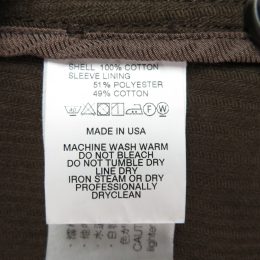 SHELL 100% COTTON
SLEEVE LINING
51% POLYESTER
49% COTTON
F W
MADE IN USA
MACHINE WASH WARM
DO NOT BLEACH
DO NOT TUMBLE DRY
LINE DRY
IRON STEAM OR DRY
PROFESSIONALLY
DRYCLEAN